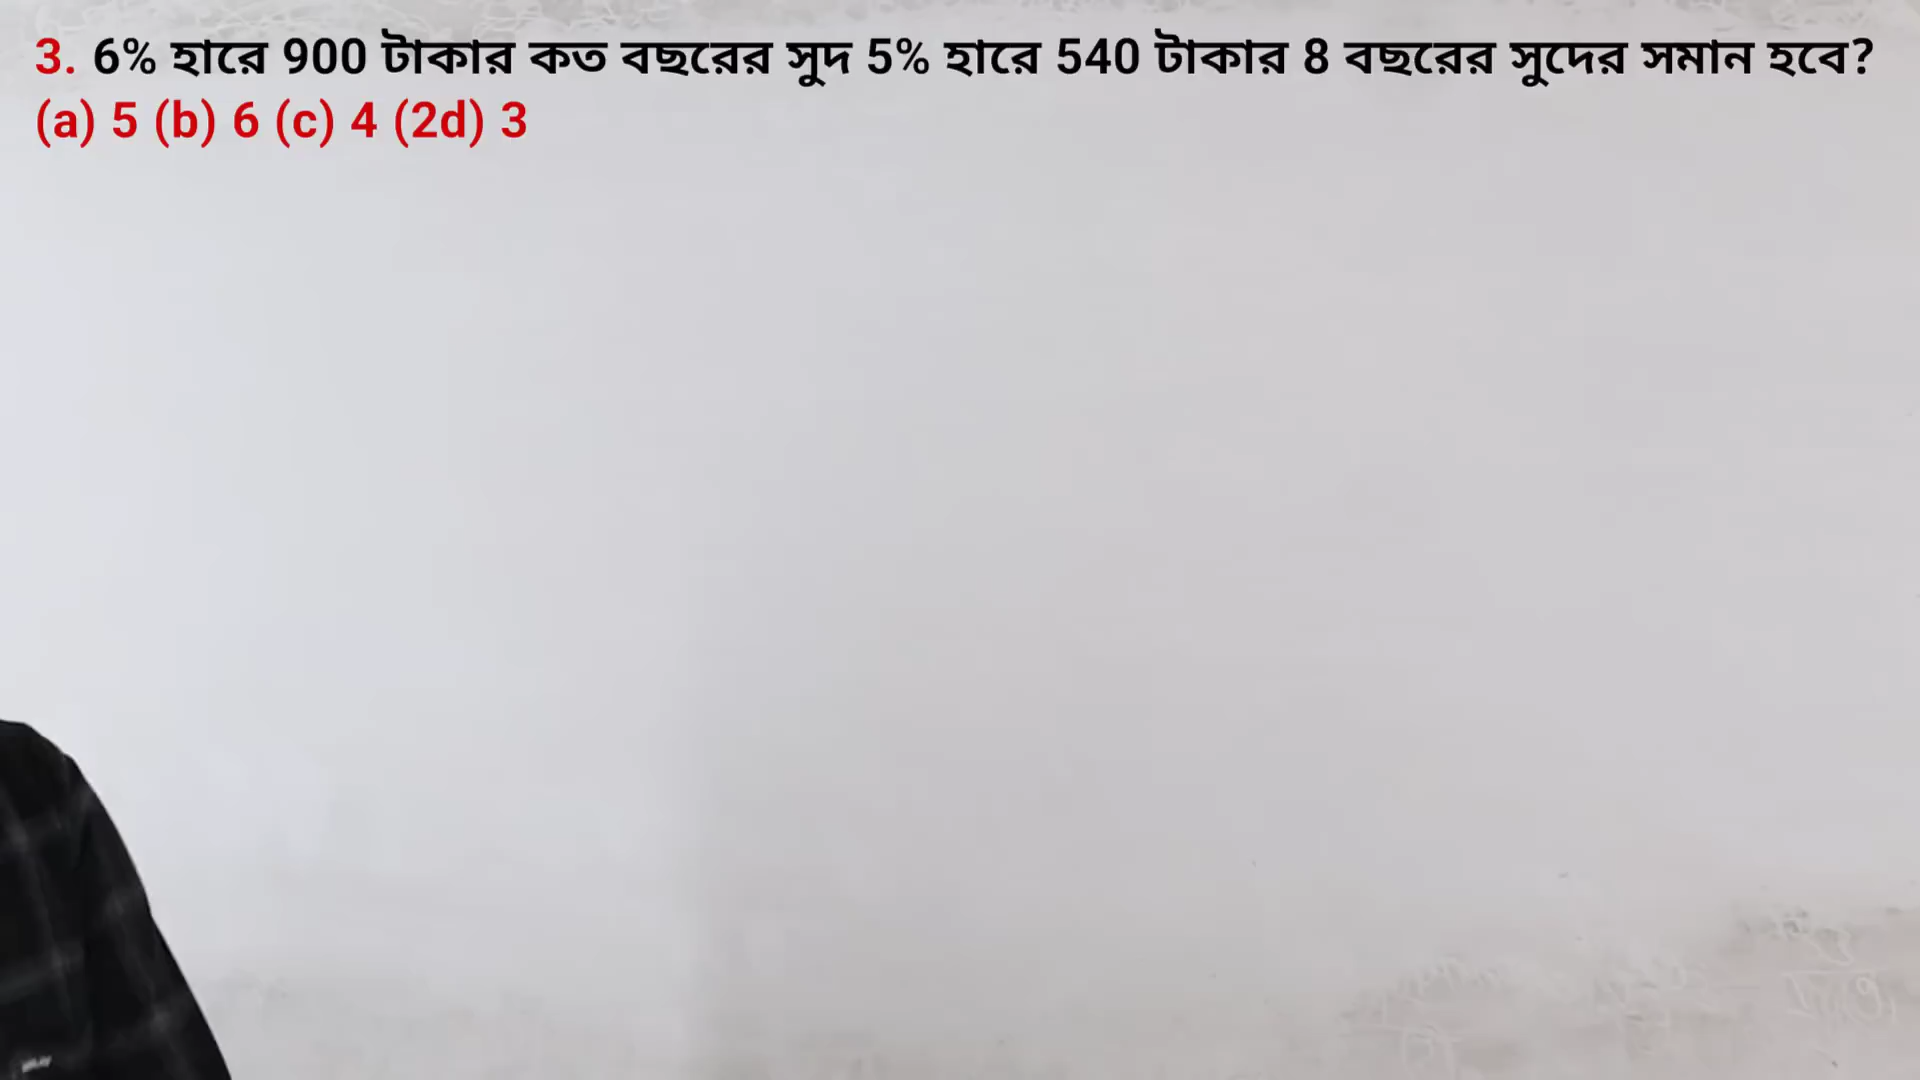 3. 6% হারে 900 টাকার কত বছরের সুদ 5% হারে 540 টাকার 8 বছরের সুদের সমান হবে?
(a) 5 (b) 6 (c) 4 (2d) 3